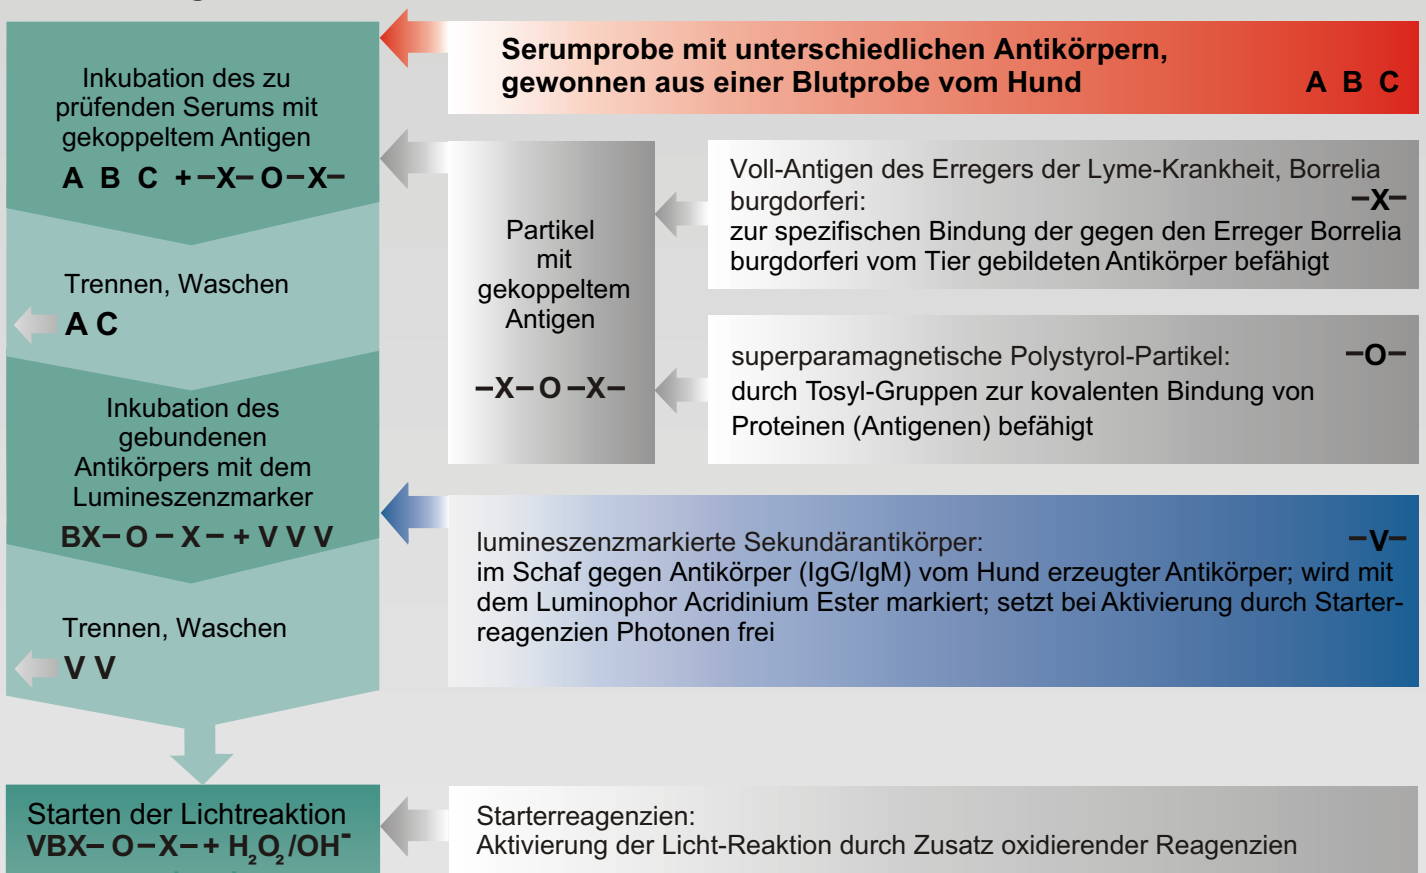 Inkubation des zu
prüfenden Serums mit
gekoppeltem Antigen
A B C + –X– O –X–
Trennen, Waschen
A C
Inkubation des
gebundenen
Antikörpers mit dem
Lumineszenzmarker
BX– O – X – + V V V
Trennen, Waschen
V V
Starten der Lichtreaktion
VBX– O –X– + H₂O₂/OH⁻
Serumprobe mit unterschiedlichen Antikörpern,
gewonnen aus einer Blutprobe vom Hund A B C
Partikel
mit
gekoppeltem
Antigen
–X– O –X–
Voll-Antigen des Erregers der Lyme-Krankheit, Borrelia
burgdorferi: –X–
zur spezifischen Bindung der gegen den Erreger Borrelia
burgdorferi vom Tier gebildeten Antikörper befähigt
superparamagnetische Polystyrol-Partikel: –O–
durch Tosyl-Gruppen zur kovalenten Bindung von
Proteinen (Antigenen) befähigt
lumineszenzmarkierte Sekundärantikörper: –V–
im Schaf gegen Antikörper (IgG/IgM) vom Hund erzeugter Antikörper; wird mit
dem Luminophor Acridinium Ester markiert; setzt bei Aktivierung durch Starter-
reagenzien Photonen frei
Starterreagenzien:
Aktivierung der Licht-Reaktion durch Zusatz oxidierender Reagenzien